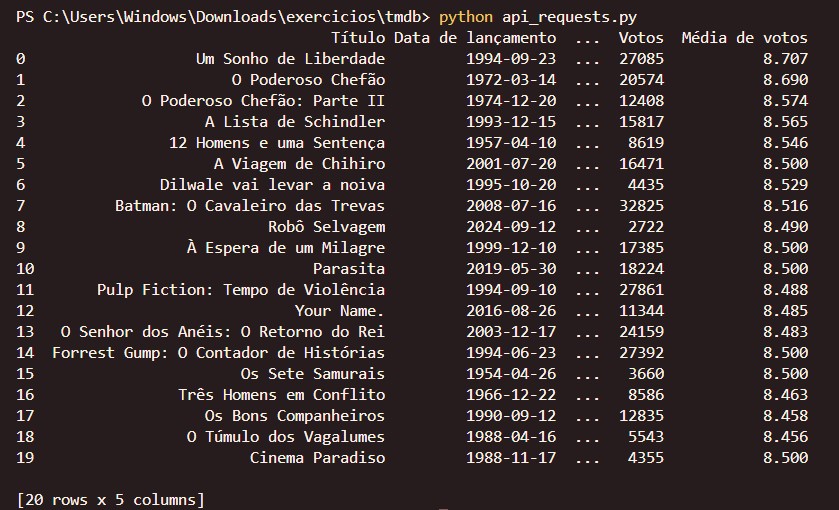 PS C:\Users\Windows\Downloads\exercicios\tmdb> python api_requests.py
Título Data de lançamento ... Votos Média de votos
0 Um Sonho de Liberdade 1994-09-23 ... 27085 8.707
1 O Poderoso Chefão 1972-03-14 ... 20574 8.690
2 O Poderoso Chefão: Parte II 1974-12-20 ... 12408 8.574
3 A Lista de Schindler 1993-12-15 ... 15817 8.565
4 12 Homens e uma Sentença 1957-04-10 ... 8619 8.546
5 A Viagem de Chihiro 2001-07-20 ... 16471 8.500
6 Dilwale vai levar a noiva 1995-10-20 ... 4435 8.529
7 Batman: O Cavaleiro das Trevas 2008-07-16 ... 32825 8.516
8 Robô Selvagem 2024-09-12 ... 2722 8.490
9 À Espera de um Milagre 1999-12-10 ... 17385 8.500
10 Parasita 2019-05-30 ... 18224 8.500
11 Pulp Fiction: Tempo de Violência 1994-09-10 ... 27861 8.488
12 Your Name. 2016-08-26 ... 11344 8.485
13 O Senhor dos Anéis: O Retorno do Rei 2003-12-17 ... 24159 8.483
14 Forrest Gump: O Contador de Histórias 1994-06-23 ... 27392 8.500
15 Os Sete Samurais 1954-04-26 ... 3660 8.500
16 Três Homens em Conflito 1966-12-22 ... 8586 8.463
17 Os Bons Companheiros 1990-09-12 ... 12835 8.458
18 O Túmulo dos Vagalumes 1988-04-16 ... 5543 8.456
19 Cinema Paradiso 1988-11-17 ... 4355 8.500
[20 rows x 5 columns]